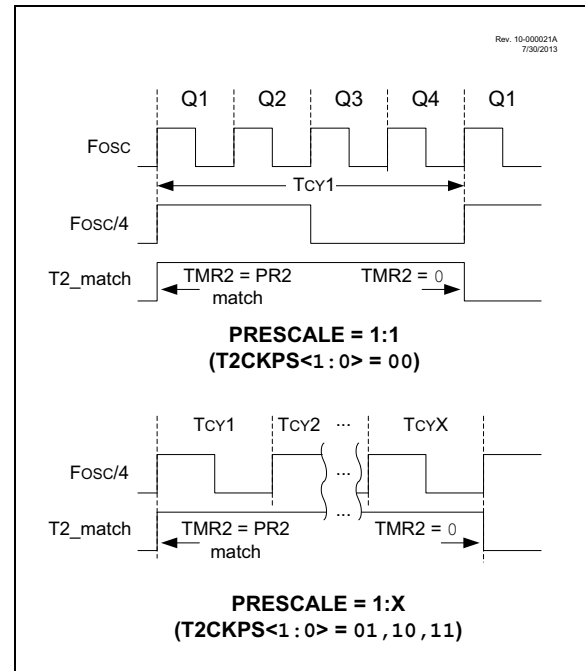 Rev. 10-000021A
7/30/2013
Q1 Q2 Q3 Q4 Q1
Fosc
TCY1
Fosc/4
T2_match
TMR2 = PR2
match
TMR2 = 0
PRESCALE = 1:1
(T2CKPS<1:0> = 00)
TCY1 TCY2 ... TCYX
Fosc/4
...
T2_match
TMR2 = PR2
match
...
TMR2 = 0
PRESCALE = 1:X
(T2CKPS<1:0> = 01,10,11)